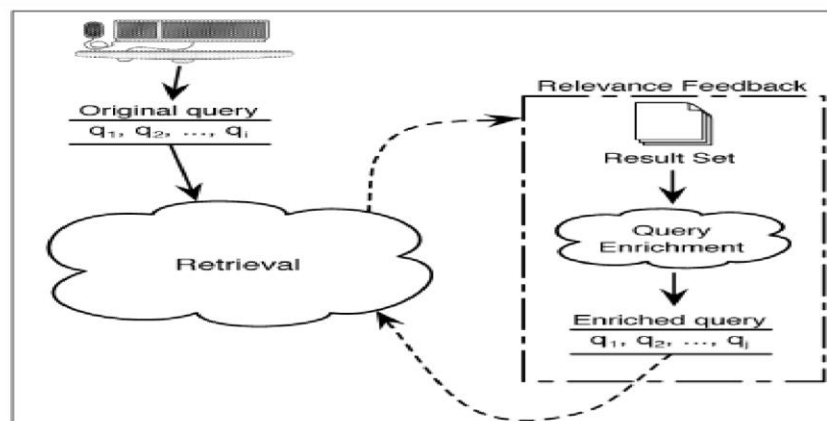 Original query
q₁, q₂, ..., qᵢ
Retrieval
Relevance Feedback
Result Set
Query
Enrichment
Enriched query
q₁, q₂, ..., qⱼ